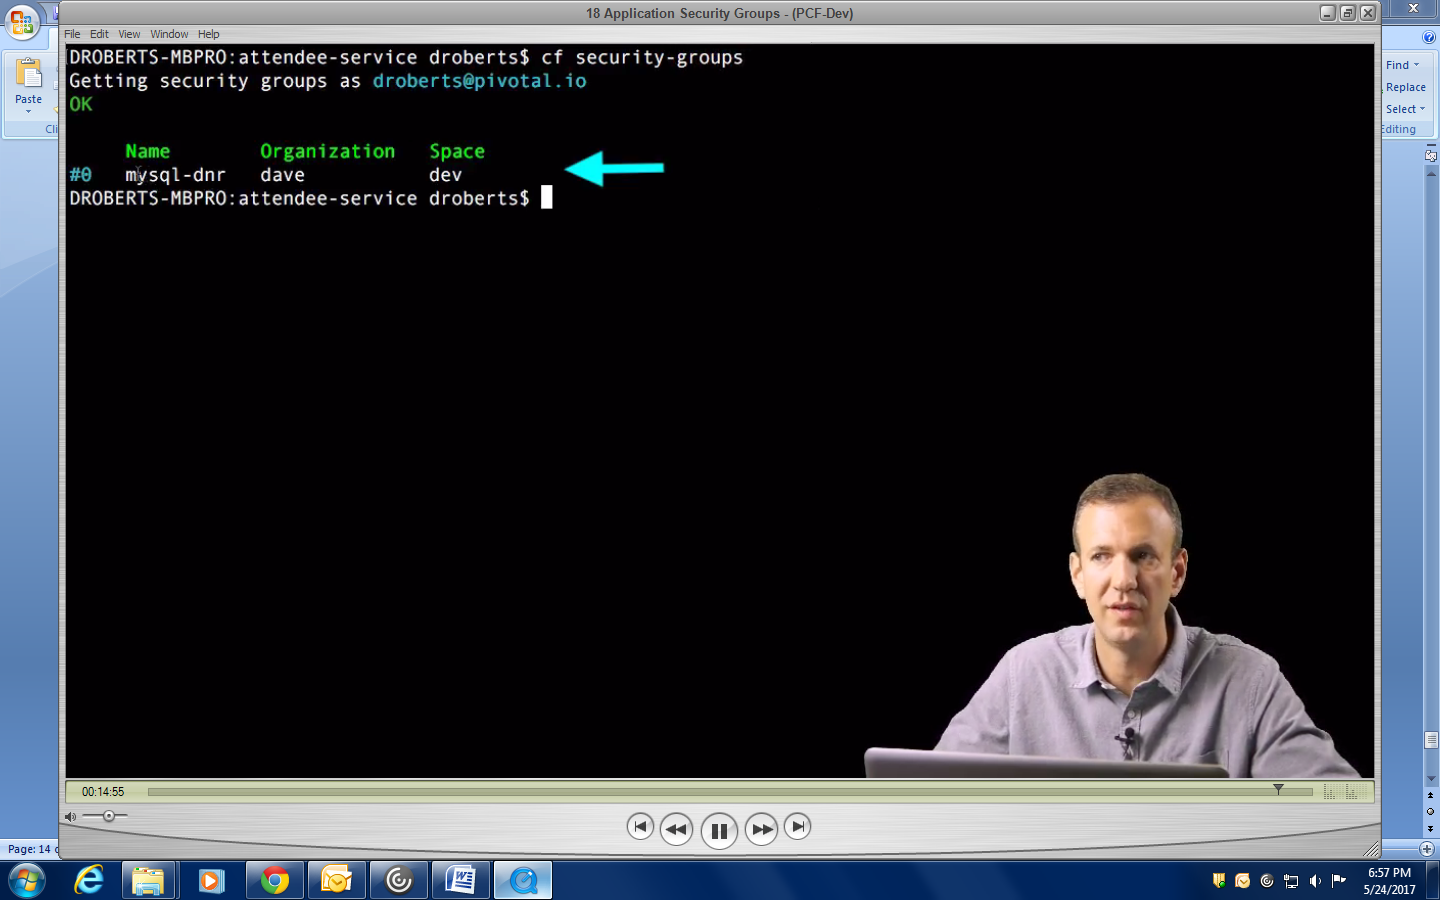 18 Application Security Groups - (PCF-Dev)
File Edit View Window Help
DROBERTS-MBPRO:attendee-service droberts$ cf security-groups
Getting security groups as droberts@pivotal.io
OK
Name Organization Space
#0 mysql-dnr dave dev
DROBERTS-MBPRO:attendee-service droberts$
Paste
Find
Replace
Select
Editing
00:14:55
Page: 14
6:57 PM
5/24/2017